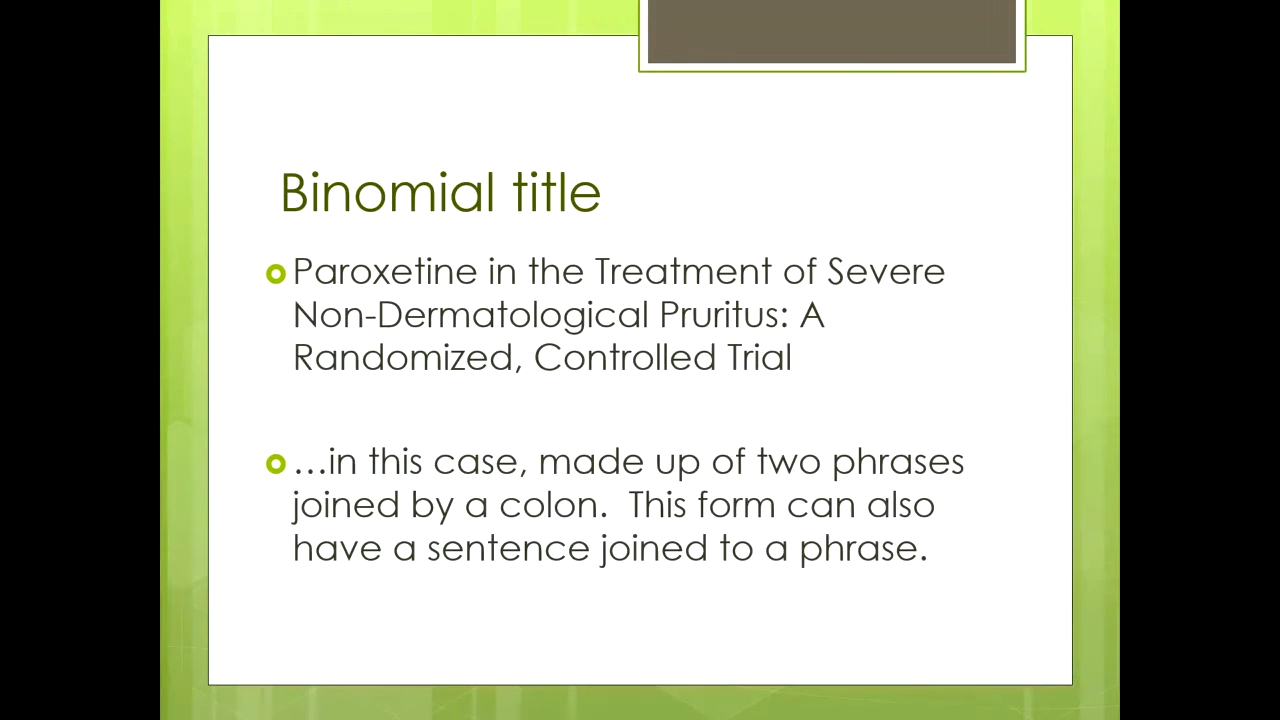 Binomial title
Paroxetine in the Treatment of Severe
Non-Dermatological Pruritus: A
Randomized, Controlled Trial
…in this case, made up of two phrases
joined by a colon.  This form can also
have a sentence joined to a phrase.